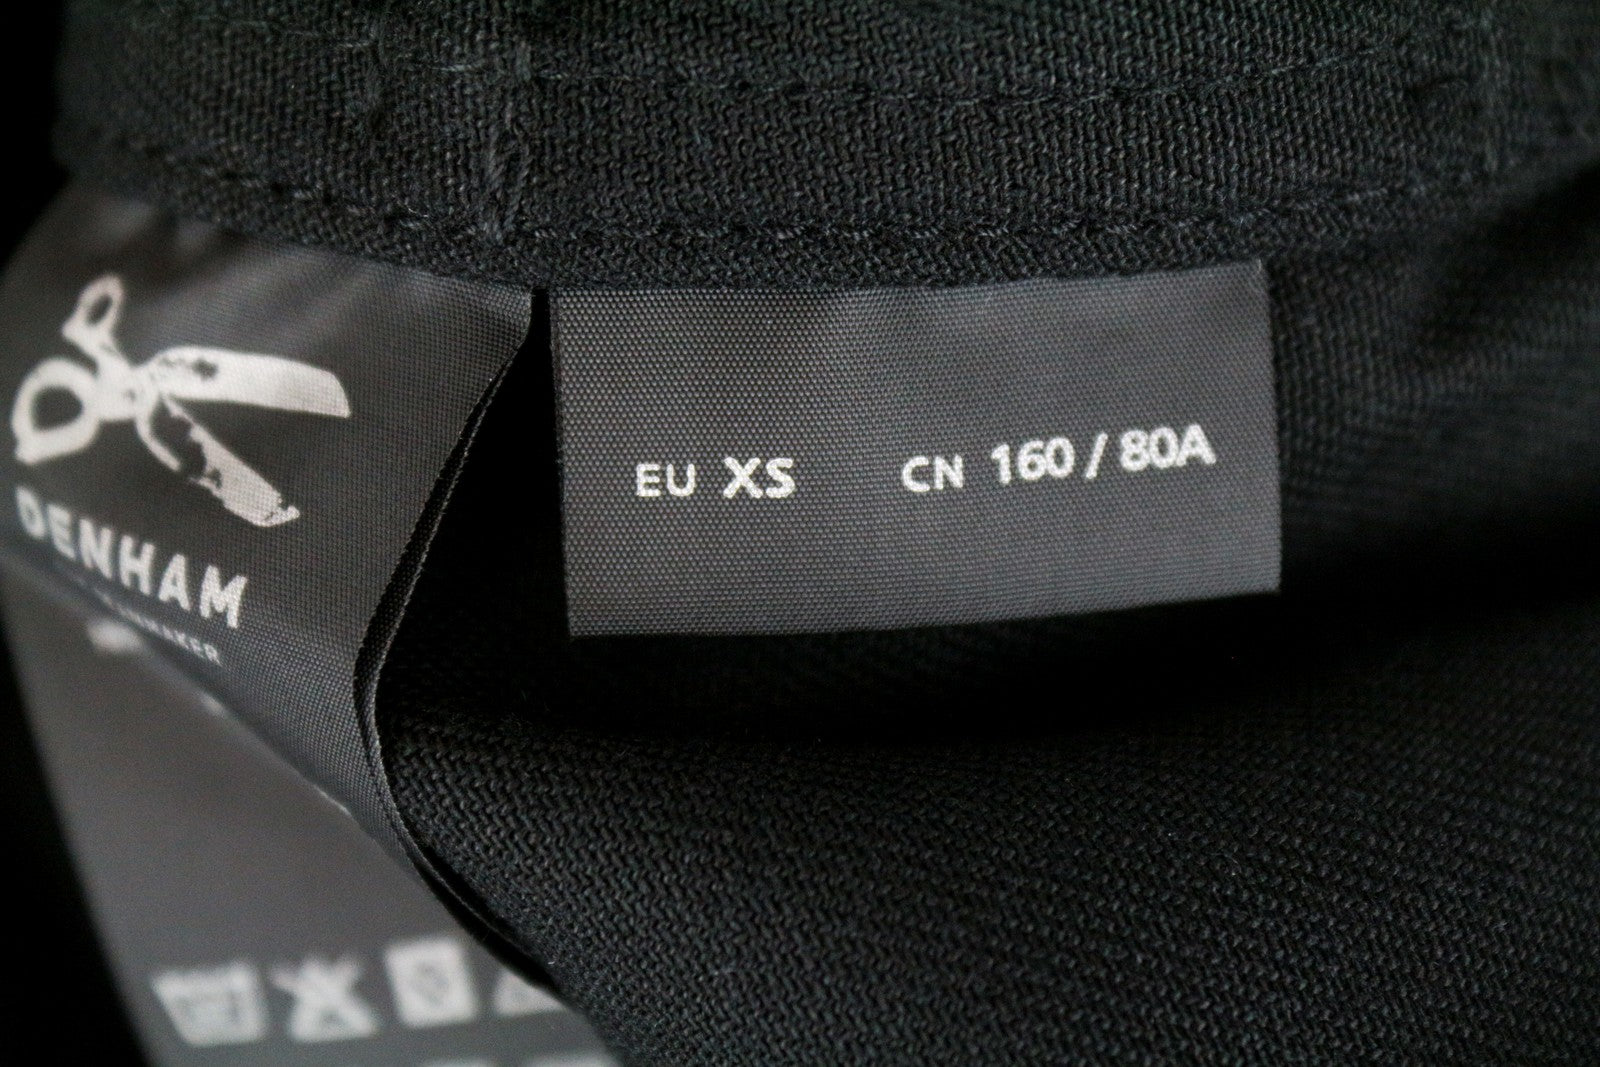 DENHAM
EU XS CN 160 / 80A